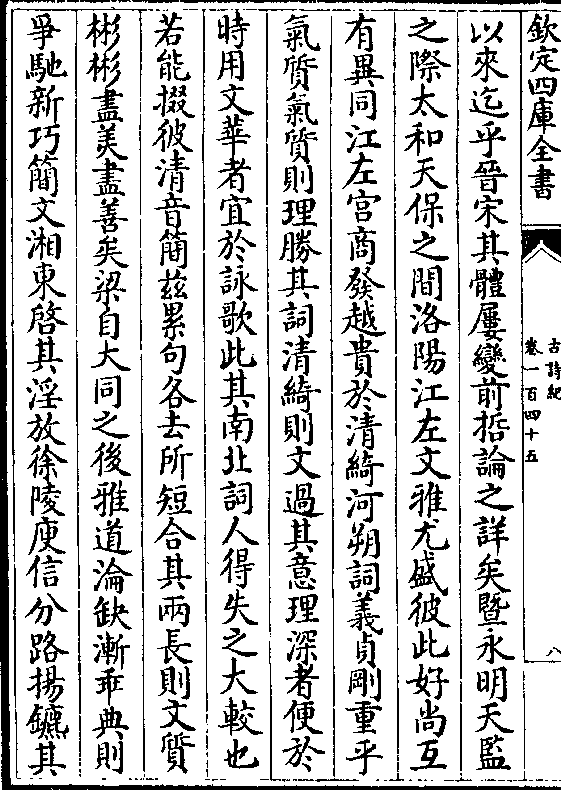 欽定四庫全書
古詩紀
卷一百四十五
八
以來迄乎晉宋其體屢變前哲論之詳矣暨永明天監
之際太和天保之間洛陽江左文雅尤盛彼此好尚互
有異同江左宮商發越貴於清綺河朔詞義貞剛重乎
氣質氣質則理勝其詞清綺則文過其意理深者便於
時用文華者宜於詠歌此其南北詞人得失之大較也
若能掇彼清音簡茲累句各去所短合其兩長則文質
彬彬盡美盡善矣梁自大同之後雅道淪缺漸乖典則
爭馳新巧簡文湘東啓其淫放徐陵庾信分路揚鑣其